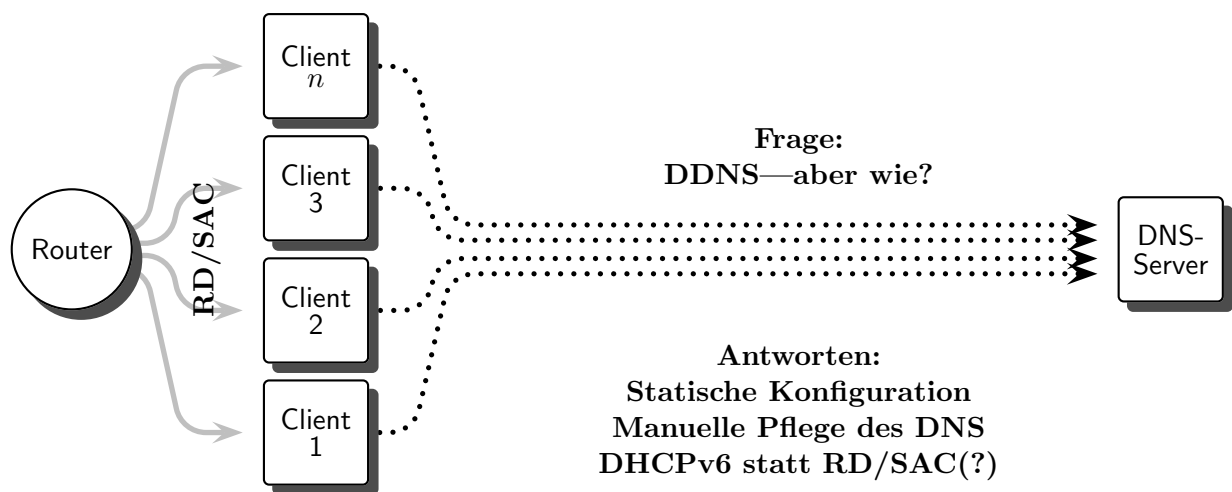 Router
RD/SAC
Client
n
Client
3
Client
2
Client
1
Frage:
DDNS—aber wie?
Antworten:
Statische Konfiguration
Manuelle Pflege des DNS
DHCPv6 statt RD/SAC(?)
DNS-
Server